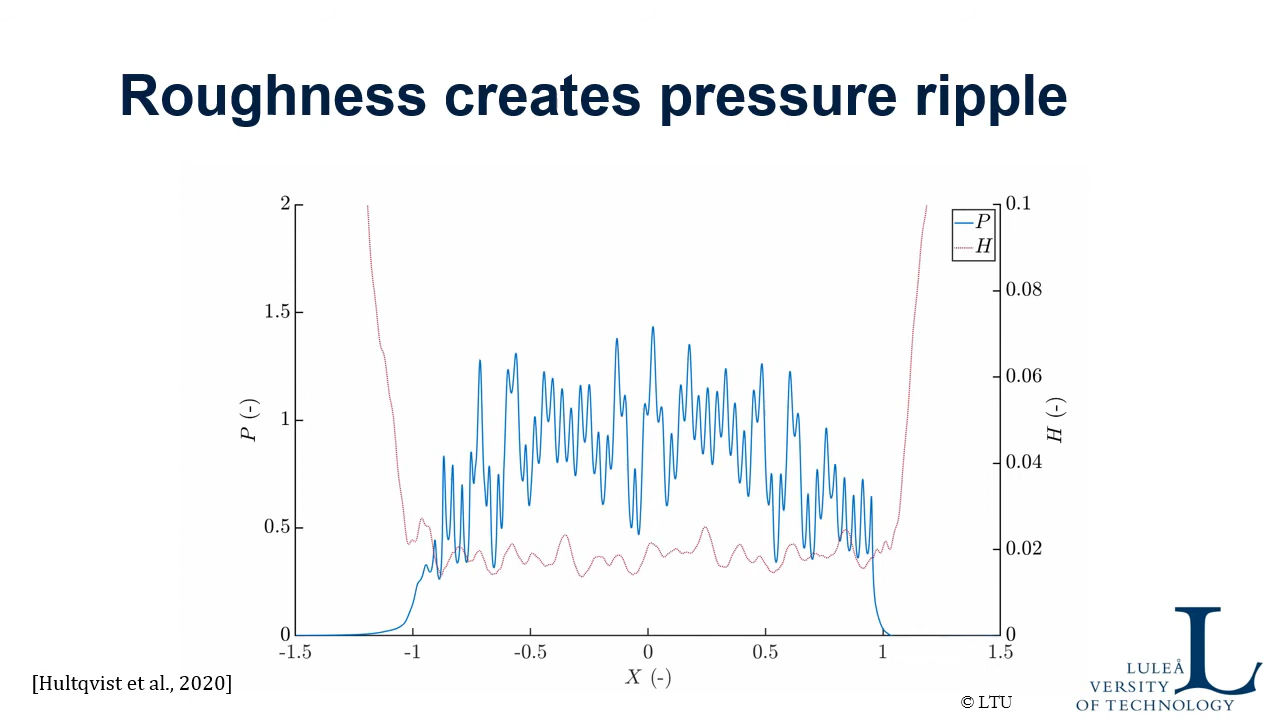 Roughness creates pressure ripple
2
1.5
1
0.5
0
P (-)
0.1
0.08
0.06
0.04
0.02
0
H (-)
P
H
-1.5 -1 -0.5 0 0.5 1 1.5
X (-)
[Hultqvist et al., 2020]
© LTU
LULEÅ
VERSITY
OF TECHNOLOGY
L